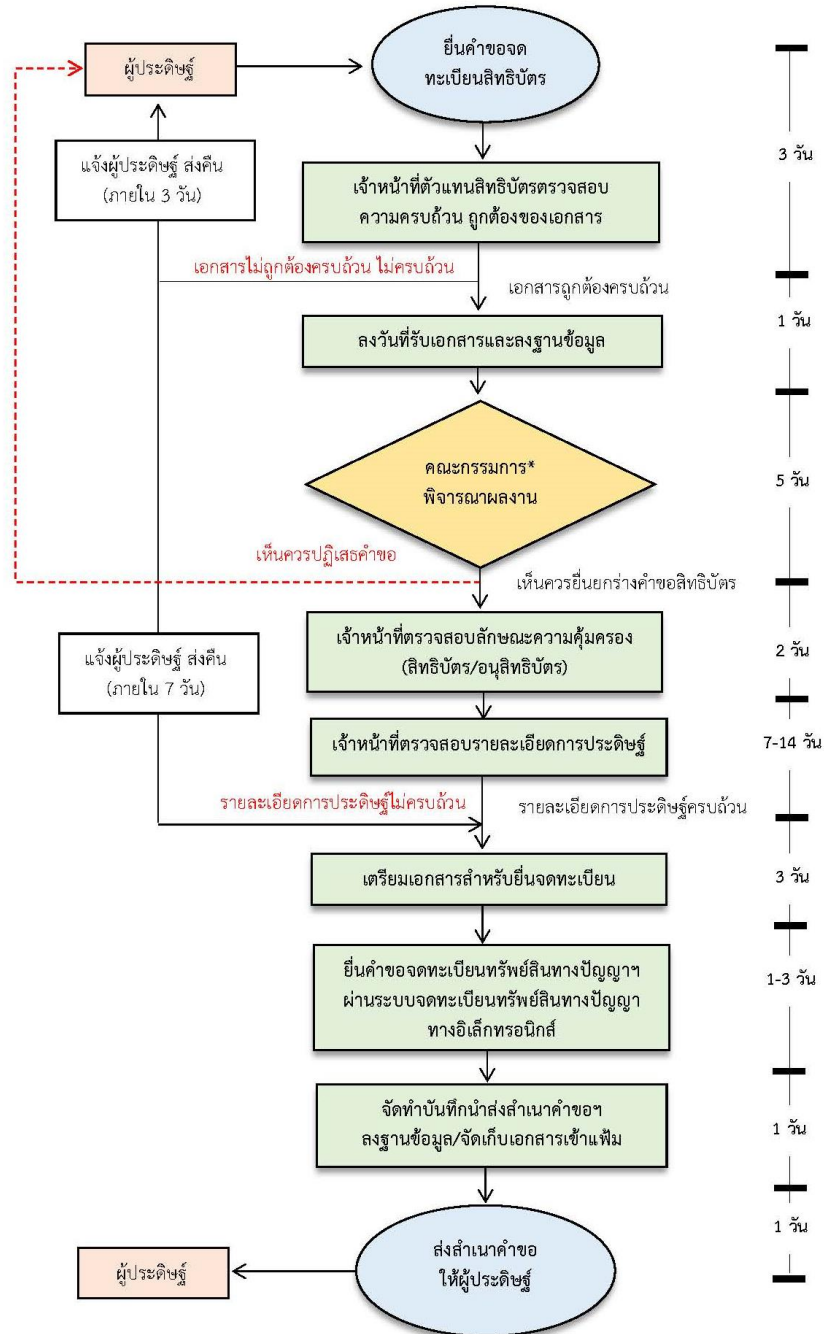 ผู้ประดิษฐ์
ยื่นคำขอจด
ทะเบียนสิทธิบัตร
3 วัน
แจ้งผู้ประดิษฐ์ ส่งคืน
(ภายใน 3 วัน)
เจ้าหน้าที่ตัวแทนสิทธิบัตรตรวจสอบ
ความครบถ้วน ถูกต้องของเอกสาร
เอกสารไม่ถูกต้องครบถ้วน ไม่ครบถ้วน
เอกสารถูกต้องครบถ้วน
ลงวันที่รับเอกสารและลงฐานข้อมูล
1 วัน
คณะกรรมการ*
พิจารณาผลงาน
5 วัน
เห็นควรปฏิเสธคำขอ
เห็นควรยื่นยกร่างคำขอสิทธิบัตร
แจ้งผู้ประดิษฐ์ ส่งคืน
(ภายใน 7 วัน)
เจ้าหน้าที่ตรวจสอบลักษณะความคุ้มครอง
(สิทธิบัตร/อนุสิทธิบัตร)
2 วัน
เจ้าหน้าที่ตรวจสอบรายละเอียดการประดิษฐ์
7-14 วัน
รายละเอียดการประดิษฐ์ไม่ครบถ้วน
รายละเอียดการประดิษฐ์ครบถ้วน
เตรียมเอกสารสำหรับยื่นจดทะเบียน
3 วัน
ยื่นคำขอจดทะเบียนทรัพย์สินทางปัญญาฯ
ผ่านระบบจดทะเบียนทรัพย์สินทางปัญญา
ทางอิเล็กทรอนิกส์
1-3 วัน
จัดทำบันทึกนำส่งสำเนาคำขอฯ
ลงฐานข้อมูล/จัดเก็บเอกสารเข้าแฟ้ม
1 วัน
ส่งสำเนาคำขอ
ให้ผู้ประดิษฐ์
1 วัน
ผู้ประดิษฐ์